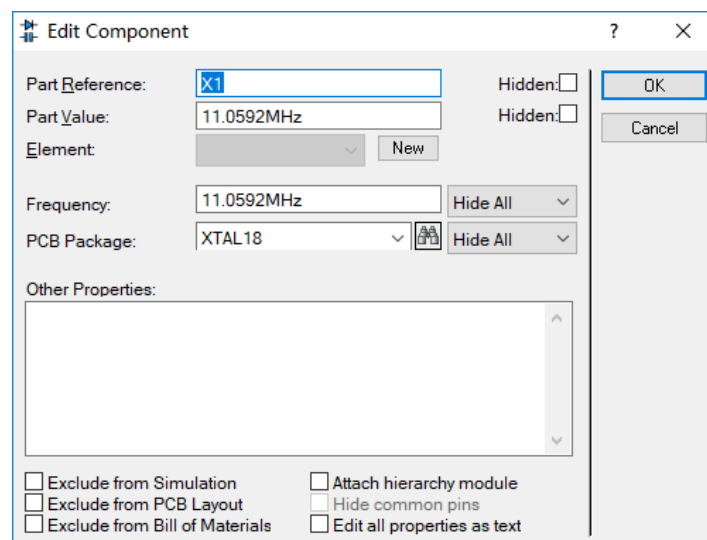 Edit Component ? ×
Part Reference: X1 Hidden: OK
Part Value: 11.0592MHz Hidden: Cancel
Element: New
Frequency: 11.0592MHz Hide All
PCB Package: XTAL18 Hide All
Other Properties:
Exclude from Simulation Attach hierarchy module
Exclude from PCB Layout Hide common pins
Exclude from Bill of Materials Edit all properties as text